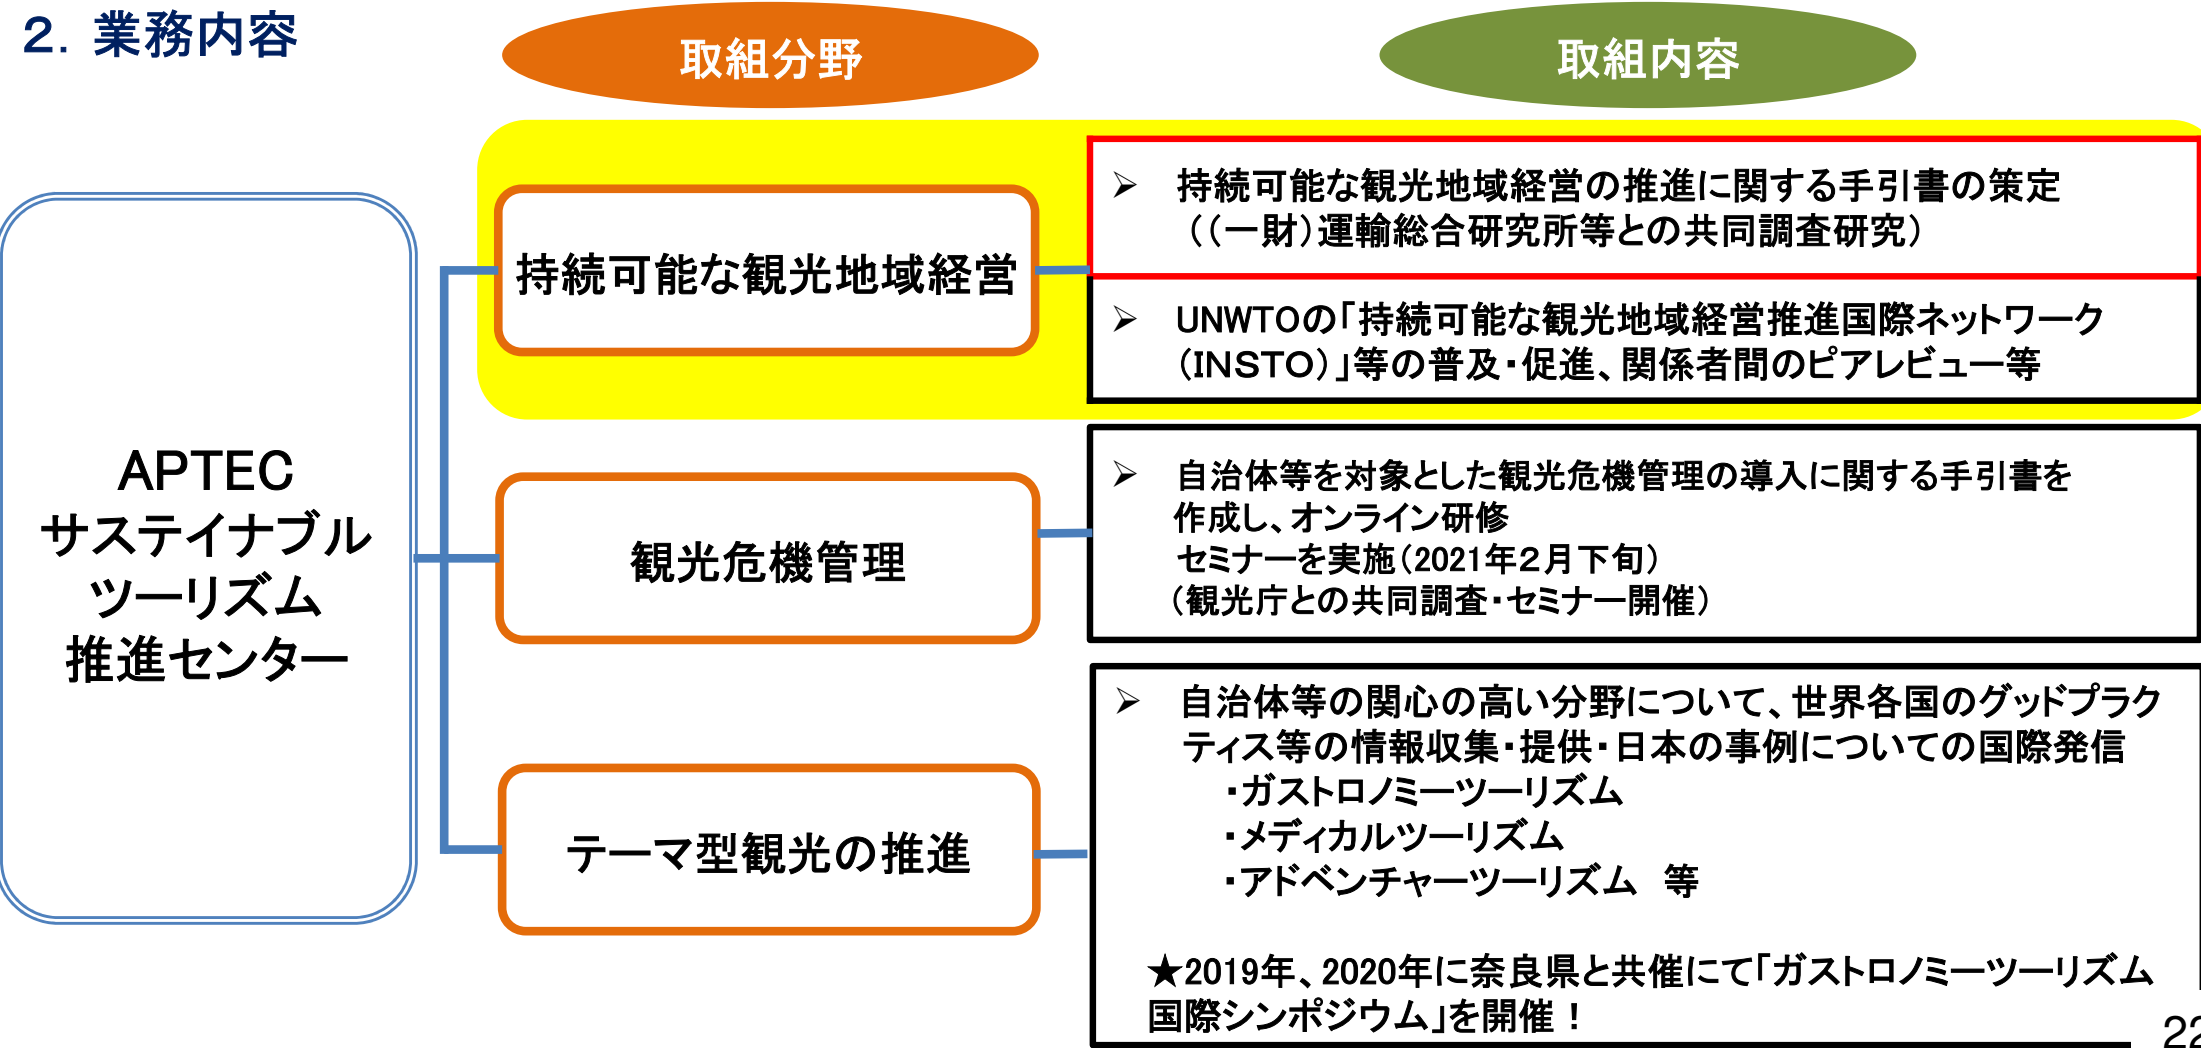 ２．業務内容
取組分野
取組内容
APTEC
サステイナブル
ツーリズム
推進センター
持続可能な観光地域経営
➢ 持続可能な観光地域経営の推進に関する手引書の策定
（（一財）運輸総合研究所等との共同調査研究）
➢ UNWTOの「持続可能な観光地域経営推進国際ネットワーク
（INSTO）」等の普及・促進、関係者間のピアレビュー等
観光危機管理
➢ 自治体等を対象とした観光危機管理の導入に関する手引書を
作成し、オンライン研修
セミナーを実施（2021年２月下旬）
（観光庁との共同調査・セミナー開催）
テーマ型観光の推進
➢ 自治体等の関心の高い分野について、世界各国のグッドプラク
ティス等の情報収集・提供・日本の事例についての国際発信
・ガストロノミーツーリズム
・メディカルツーリズム
・アドベンチャーツーリズム　等
★2019年、2020年に奈良県と共催にて「ガストロノミーツーリズム
国際シンポジウム」を開催！
22